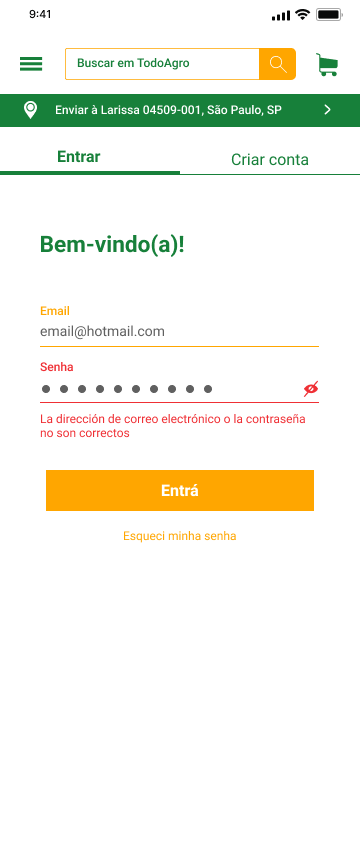 9:41
Buscar em TodoAgro
Enviar à Larissa 04509-001, São Paulo, SP
Entrar
Criar conta
Bem-vindo(a)!
Email
email@hotmail.com
Senha
La dirección de correo electrónico o la contraseña
no son correctos
Entrá
Esqueci minha senha